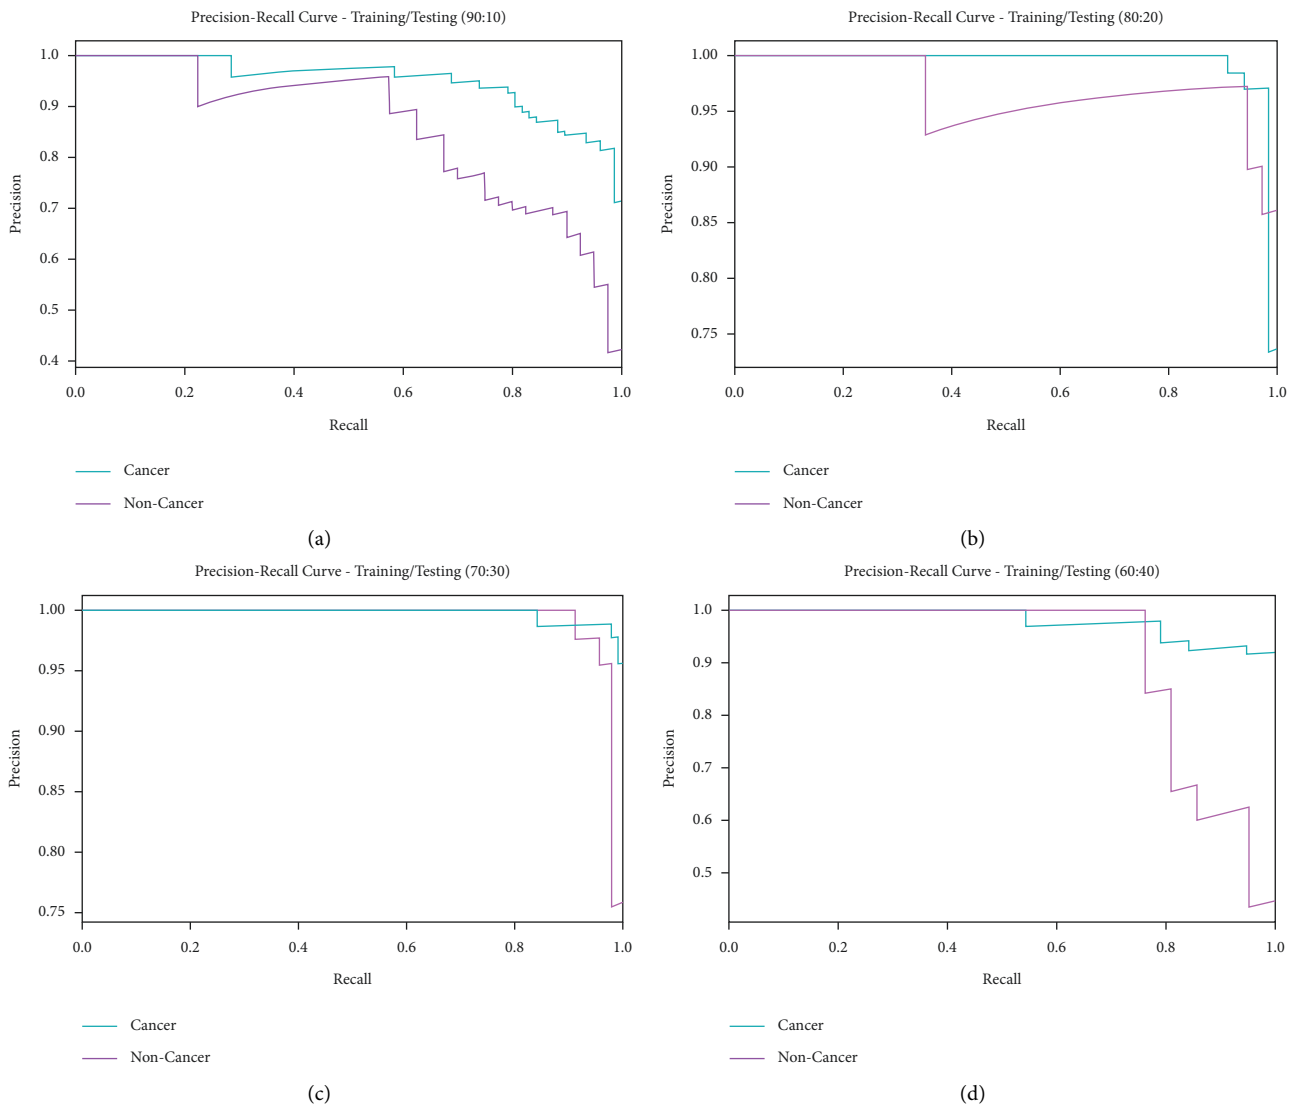 Precision-Recall Curve - Training/Testing (90:10)
1.0
0.9
0.8
0.7
0.6
0.5
0.4
Precision
0.0 0.2 0.4 0.6 0.8 1.0
Recall
Cancer
Non-Cancer
(a)
Precision-Recall Curve - Training/Testing (80:20)
1.00
0.95
0.90
0.85
0.80
0.75
Precision
0.0 0.2 0.4 0.6 0.8 1.0
Recall
Cancer
Non-Cancer
(b)
Precision-Recall Curve - Training/Testing (70:30)
1.00
0.95
0.90
0.85
0.80
0.75
Precision
0.0 0.2 0.4 0.6 0.8 1.0
Recall
Cancer
Non-Cancer
(c)
Precision-Recall Curve - Training/Testing (60:40)
1.0
0.9
0.8
0.7
0.6
0.5
Precision
0.0 0.2 0.4 0.6 0.8 1.0
Recall
Cancer
Non-Cancer
(d)